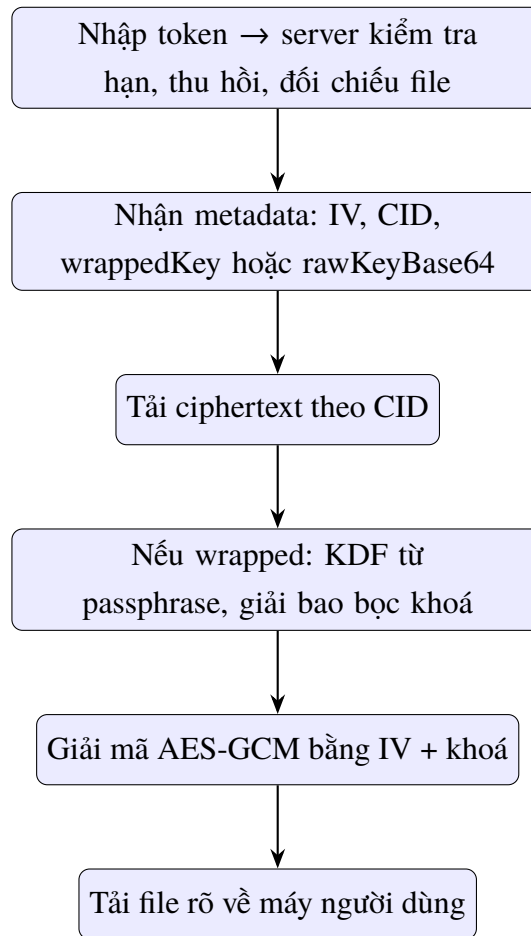 Nhập token → server kiểm tra
hạn, thu hồi, đối chiếu file
Nhận metadata: IV, CID,
wrappedKey hoặc rawKeyBase64
Tải ciphertext theo CID
Nếu wrapped: KDF từ
passphrase, giải bao bọc khoá
Giải mã AES-GCM bằng IV + khoá
Tải file rõ về máy người dùng